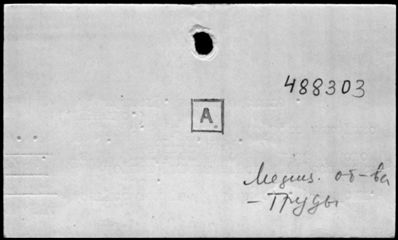 488303
A
Медиц. об-ва
- Труды